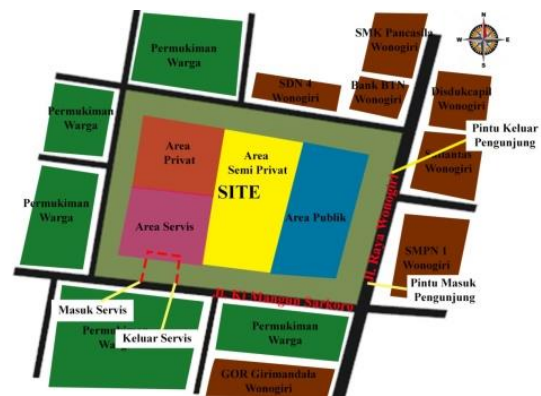 SMK Pancasila
Wonogiri
N
W
E
S
Permukiman
Warga
SDN 4
Wonogiri
Bank BTN
Wonogiri
Disdukcapil
Wonogiri
Permukiman
Warga
Pintu Keluar
Pengunjung
Area
Privat
Area
Semi Privat
SITE
Wonogiri
Permukiman
Warga
Area Servis
Area Publik
Jl. Raya Wonogiri
SMPN 1
Wonogiri
Pintu Masuk
Pengunjung
Jl. Ki Mangun Sarkoro
Masuk Servis
Keluar Servis
Permukiman
Warga
Permukiman
Warga
GOR Girimandala
Wonogiri